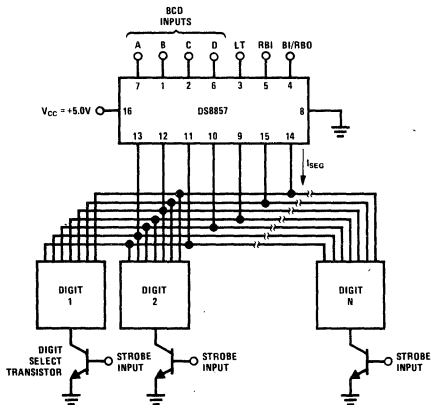 BCD
INPUTS
A B C D LT RBI BI/RBO
7 1 2 6 3 5 4
V_CC = +5.0V 16 DS8857 8
13 12 11 10 9 15 14
I_SEG
DIGIT
1
DIGIT
2
DIGIT
N
DIGIT
SELECT
TRANSISTOR
STROBE
INPUT
STROBE
INPUT
STROBE
INPUT